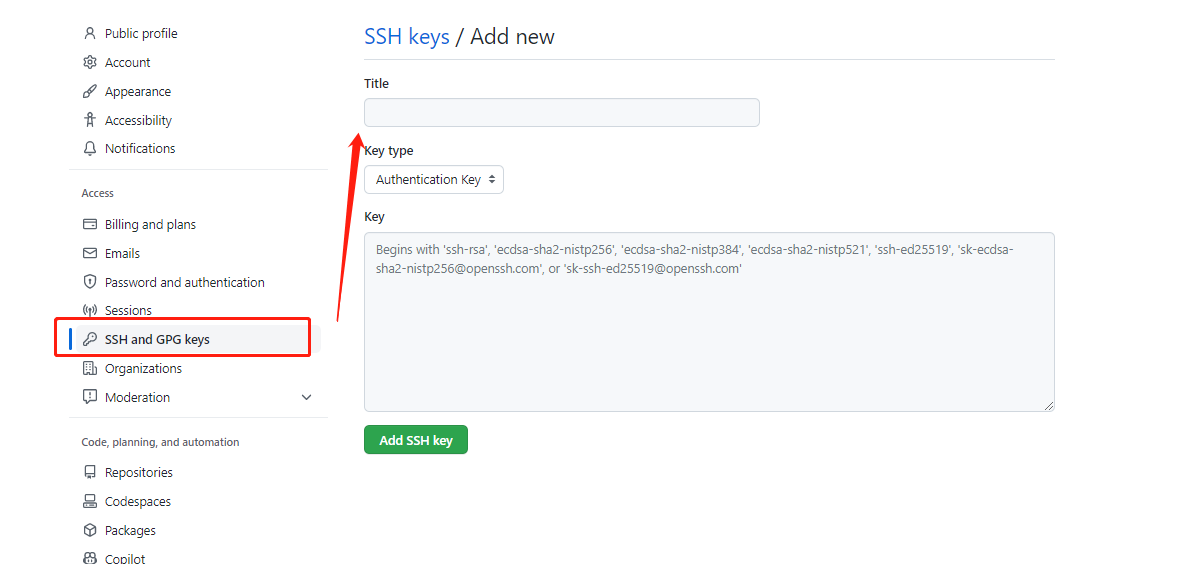 Public profile
Account
Appearance
Accessibility
Notifications
Access
Billing and plans
Emails
Password and authentication
Sessions
SSH and GPG keys
Organizations
Moderation
Code, planning, and automation
Repositories
Codespaces
Packages
Copilot
SSH keys / Add new
Title
Key type
Authentication Key
Key
Begins with 'ssh-rsa', 'ecdsa-sha2-nistp256', 'ecdsa-sha2-nistp384', 'ecdsa-sha2-nistp521', 'ssh-ed25519', 'sk-ecdsa-
sha2-nistp256@openssh.com', or 'sk-ssh-ed25519@openssh.com'
Add SSH key